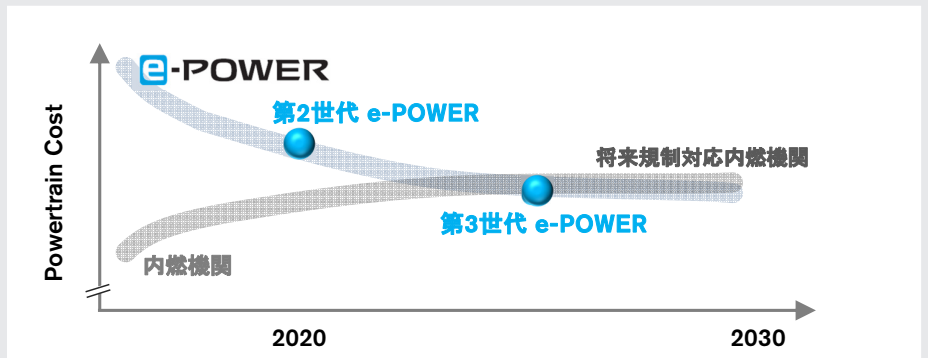 e-POWER
第2世代 e-POWER
将来規制対応内燃機関
第3世代 e-POWER
内燃機関
Powertrain Cost
2020
2030